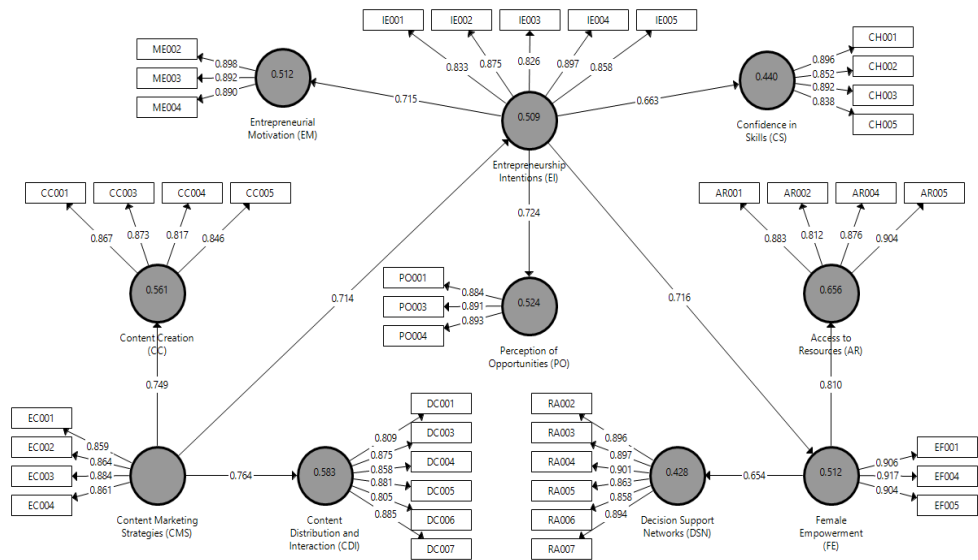 IE001
IE002
IE003
IE004
IE005
0.833
0.875
0.826
0.897
0.858
ME002
ME003
ME004
0.898
0.892
0.890
0.512
Entrepreneurial
Motivation (EM)
0.715
0.509
Entrepreneurship
Intentions (EI)
0.663
0.440
Confidence in
Skills (CS)
0.896
0.852
0.892
0.838
CH001
CH002
CH003
CH005
CC001
CC003
CC004
CC005
0.867
0.873
0.817
0.846
0.561
Content Creation
(CC)
0.749
0.714
0.724
PO001
PO003
PO004
0.884
0.891
0.893
0.524
Perception of
Opportunities (PO)
0.716
AR001
AR002
AR004
AR005
0.883
0.812
0.876
0.904
0.656
Access to
Resources (AR)
0.810
EC001
EC002
EC003
EC004
0.859
0.864
0.884
0.861
Content Marketing
Strategies (CMS)
0.764
0.583
Content
Distribution and
Interaction (CDI)
0.809
0.875
0.858
0.881
0.805
0.885
DC001
DC003
DC004
DC005
DC006
DC007
RA002
RA003
RA004
RA005
RA006
RA007
0.896
0.897
0.901
0.863
0.858
0.894
0.428
Decision Support
Networks (DSN)
0.654
0.512
Female
Empowerment
(FE)
0.906
0.917
0.904
EF001
EF004
EF005